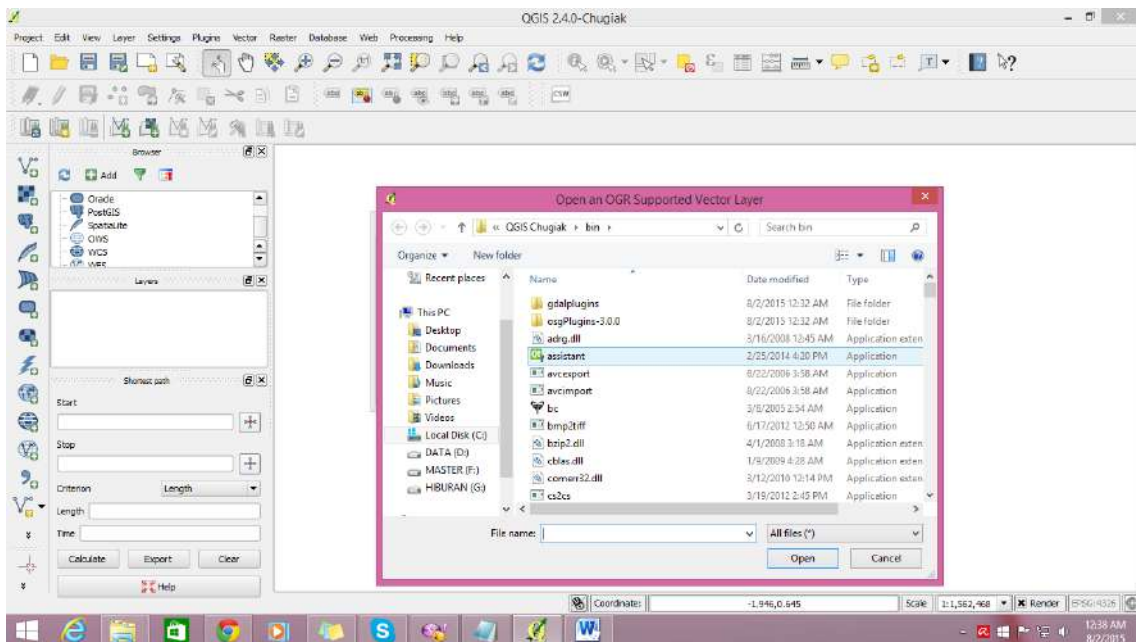 QGIS 2.4.0-Chugiak
Project Edit View Layer Settings Plugins Vector Raster Database Web Processing Help
CSW
Browser
Add
Oracle
PostGIS
SpatiaLite
OWS
WCS
WFS
Layers
Shortest path
Start
Stop
Criterion Length
Length
Time
Calculate Export Clear
Help
Open an OGR Supported Vector Layer
« QGIS Chugiak bin
Search bin
Organize New folder
Recent places
This PC
Desktop
Documents
Downloads
Music
Pictures
Videos
Local Disk (C:)
DATA (D:)
MASTER (F:)
HIBURAN (G:)
Name Date modified Type
gdalplugins 8/2/2015 12:32 AM File folder
osgPlugins-3.0.0 8/2/2015 12:32 AM File folder
adrg.dll 3/16/2008 12:45 AM Application exten
assistant 2/25/2014 4:20 PM Application
avcexport 8/22/2006 3:58 AM Application
avcimport 8/22/2006 3:58 AM Application
bc 3/8/2005 2:54 AM Application
bmp2tiff 6/17/2012 12:50 AM Application
bzip2.dll 4/1/2008 3:18 AM Application exten
cblas.dll 1/9/2009 4:28 AM Application exten
comerr32.dll 3/12/2010 12:14 PM Application exten
cs2cs 3/19/2012 2:45 PM Application
File name: All files (*)
Open Cancel
Coordinate: -1,946,0.645 Scale 1:1,562,468 Render EPSG:4326
12:38 AM
8/2/2015